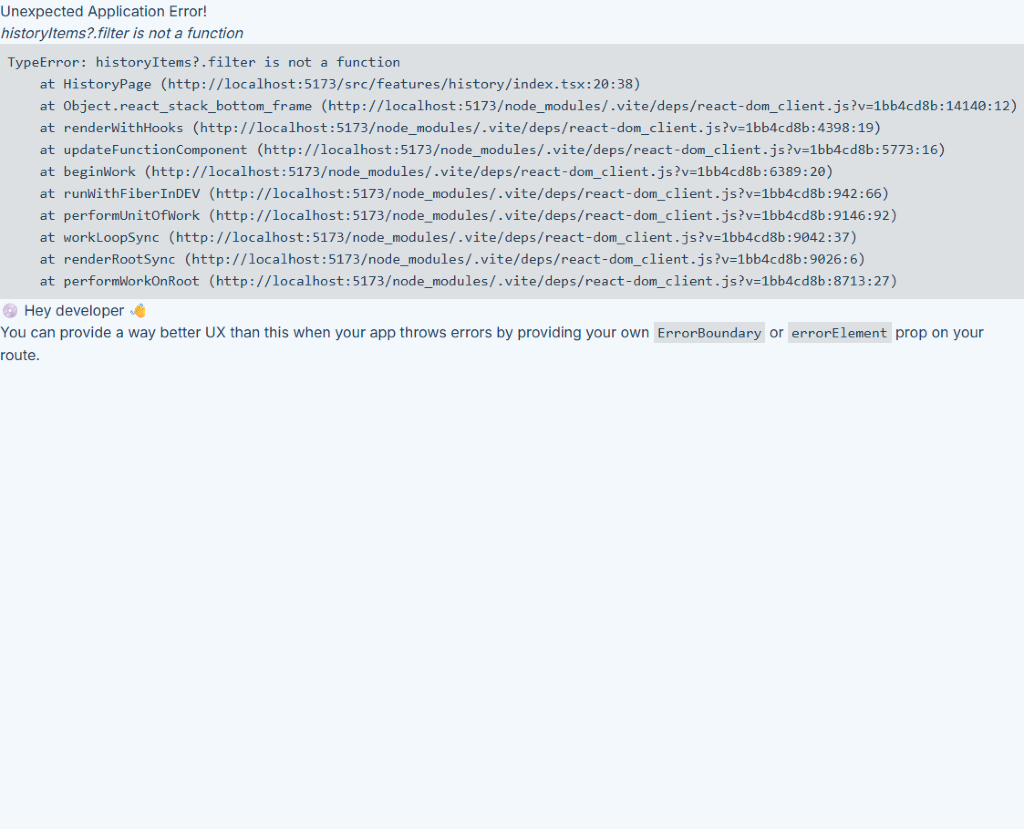 Unexpected Application Error!
historyItems?.filter is not a function
TypeError: historyItems?.filter is not a function
    at HistoryPage (http://localhost:5173/src/features/history/index.tsx:20:38)
    at Object.react_stack_bottom_frame (http://localhost:5173/node_modules/.vite/deps/react-dom_client.js?v=1bb4cd8b:14140:12)
    at renderWithHooks (http://localhost:5173/node_modules/.vite/deps/react-dom_client.js?v=1bb4cd8b:4398:19)
    at updateFunctionComponent (http://localhost:5173/node_modules/.vite/deps/react-dom_client.js?v=1bb4cd8b:5773:16)
    at beginWork (http://localhost:5173/node_modules/.vite/deps/react-dom_client.js?v=1bb4cd8b:6389:20)
    at runWithFiberInDEV (http://localhost:5173/node_modules/.vite/deps/react-dom_client.js?v=1bb4cd8b:942:66)
    at performUnitOfWork (http://localhost:5173/node_modules/.vite/deps/react-dom_client.js?v=1bb4cd8b:9146:92)
    at workLoopSync (http://localhost:5173/node_modules/.vite/deps/react-dom_client.js?v=1bb4cd8b:9042:37)
    at renderRootSync (http://localhost:5173/node_modules/.vite/deps/react-dom_client.js?v=1bb4cd8b:9026:6)
    at performWorkOnRoot (http://localhost:5173/node_modules/.vite/deps/react-dom_client.js?v=1bb4cd8b:8713:27)
💿 Hey developer 👋
You can provide a way better UX than this when your app throws errors by providing your own ErrorBoundary or errorElement prop on your
route.